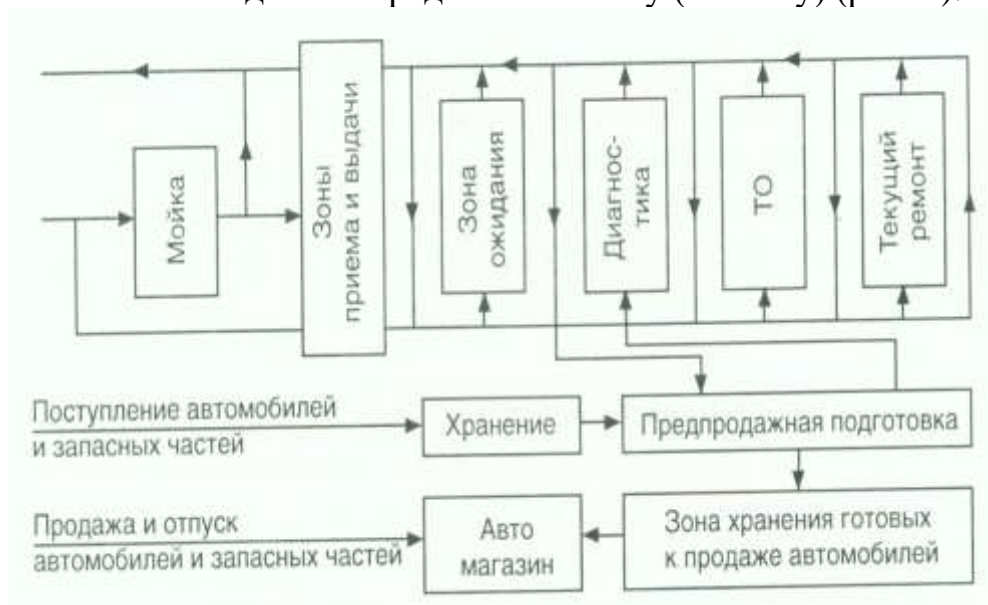 Мойка
Зоны
приема и выдачи
Зона
ожидания
Диагнос-
тика
ТО
Текущий
ремонт
Поступление автомобилей
и запасных частей
Хранение
Предпродажная подготовка
Продажа и отпуск
автомобилей и запасных частей
Авто
магазин
Зона хранения готовых
к продаже автомобилей